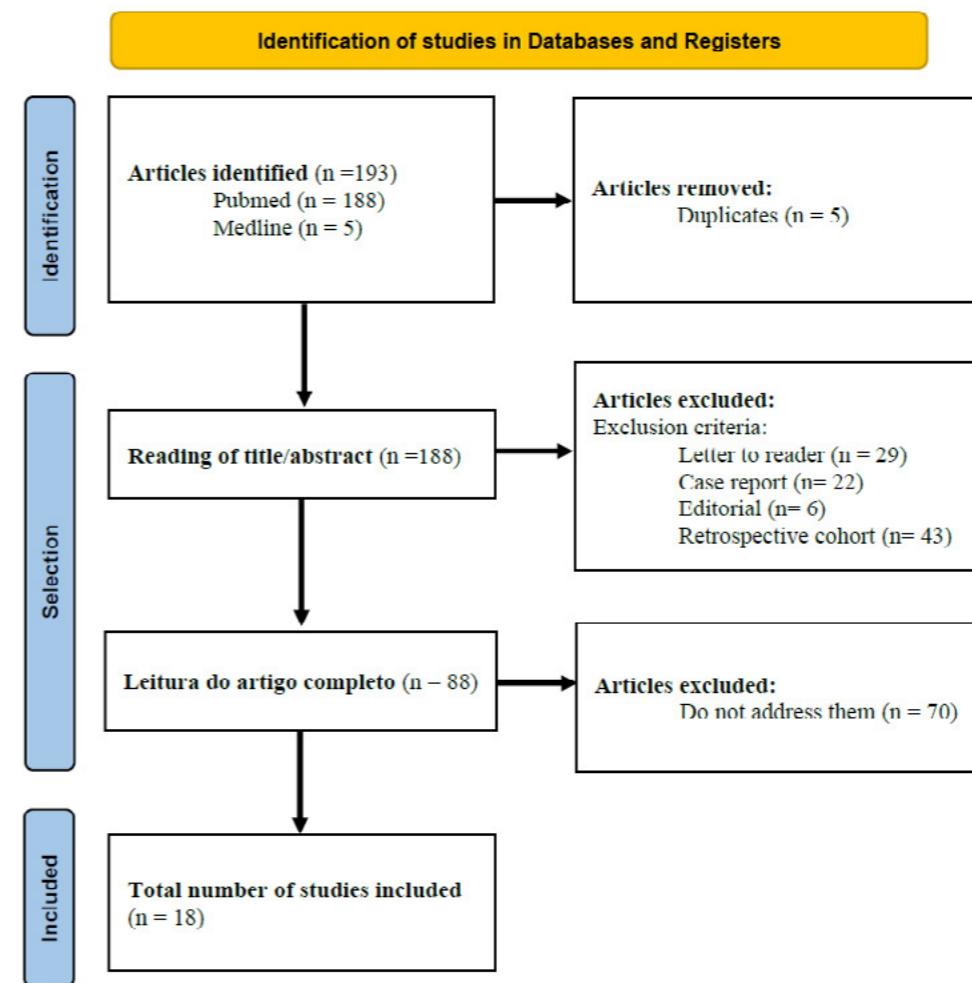 Identification of studies in Databases and Registers
Identification
Articles identified (n =193)
Pubmed (n = 188)
Medline (n = 5)
Articles removed:
Duplicates (n = 5)
Selection
Reading of title/abstract (n =188)
Articles excluded:
Exclusion criteria:
Letter to reader (n = 29)
Case report (n= 22)
Editorial (n= 6)
Retrospective cohort (n= 43)
Leitura do artigo completo (n – 88)
Articles excluded:
Do not address them (n = 70)
Included
Total number of studies included
(n = 18)